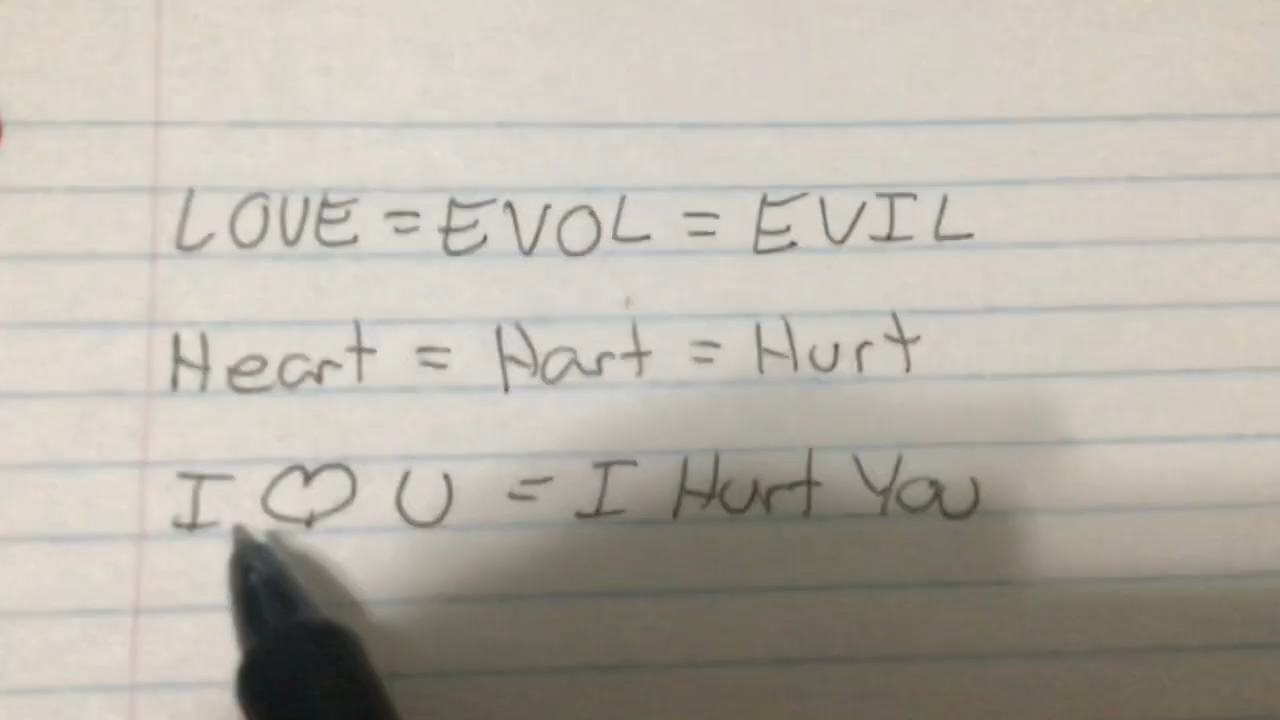 LOVE = EVOL = EVIL
Heart = Hart = Hurt
I ♡ U = I Hurt You